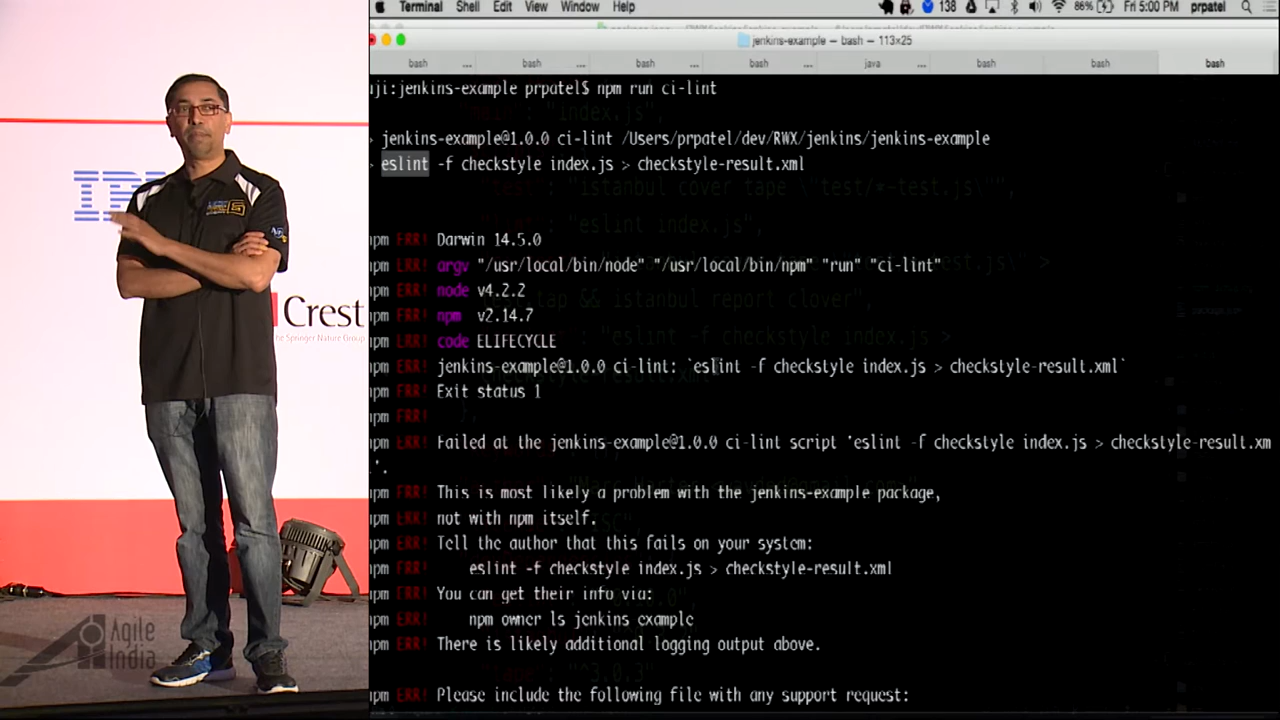 Terminal Shell Edit View Window Help 138 86% Fri 5:00 PM prpatel
jenkins-example — bash — 113×25
bash ... bash ... bash ... bash ... java ... bash bash bash
uji:jenkins-example prpatel$ npm run ci-lint
> jenkins-example@1.0.0 ci-lint /Users/prpatel/dev/RWX/jenkins/jenkins-example
> eslint -f checkstyle index.js > checkstyle-result.xml
npm ERR! Darwin 14.5.0
npm ERR! argv "/usr/local/bin/node" "/usr/local/bin/npm" "run" "ci-lint"
npm ERR! node v4.2.2
npm ERR! npm v2.14.7
npm ERR! code ELIFECYCLE
npm ERR! jenkins-example@1.0.0 ci-lint: `eslint -f checkstyle index.js > checkstyle-result.xml`
npm ERR! Exit status 1
npm ERR! Failed at the jenkins-example@1.0.0 ci-lint script 'eslint -f checkstyle index.js > checkstyle-result.xm
l'.
npm ERR! This is most likely a problem with the jenkins-example package,
npm ERR! not with npm itself.
npm ERR! Tell the author that this fails on your system:
npm ERR! eslint -f checkstyle index.js > checkstyle-result.xml
npm ERR! You can get their info via:
npm ERR! npm owner ls jenkins example
npm ERR! There is likely additional logging output above.
npm ERR! Please include the following file with any support request:
IBM
Crest
The Springer Nature Group
Agile
India